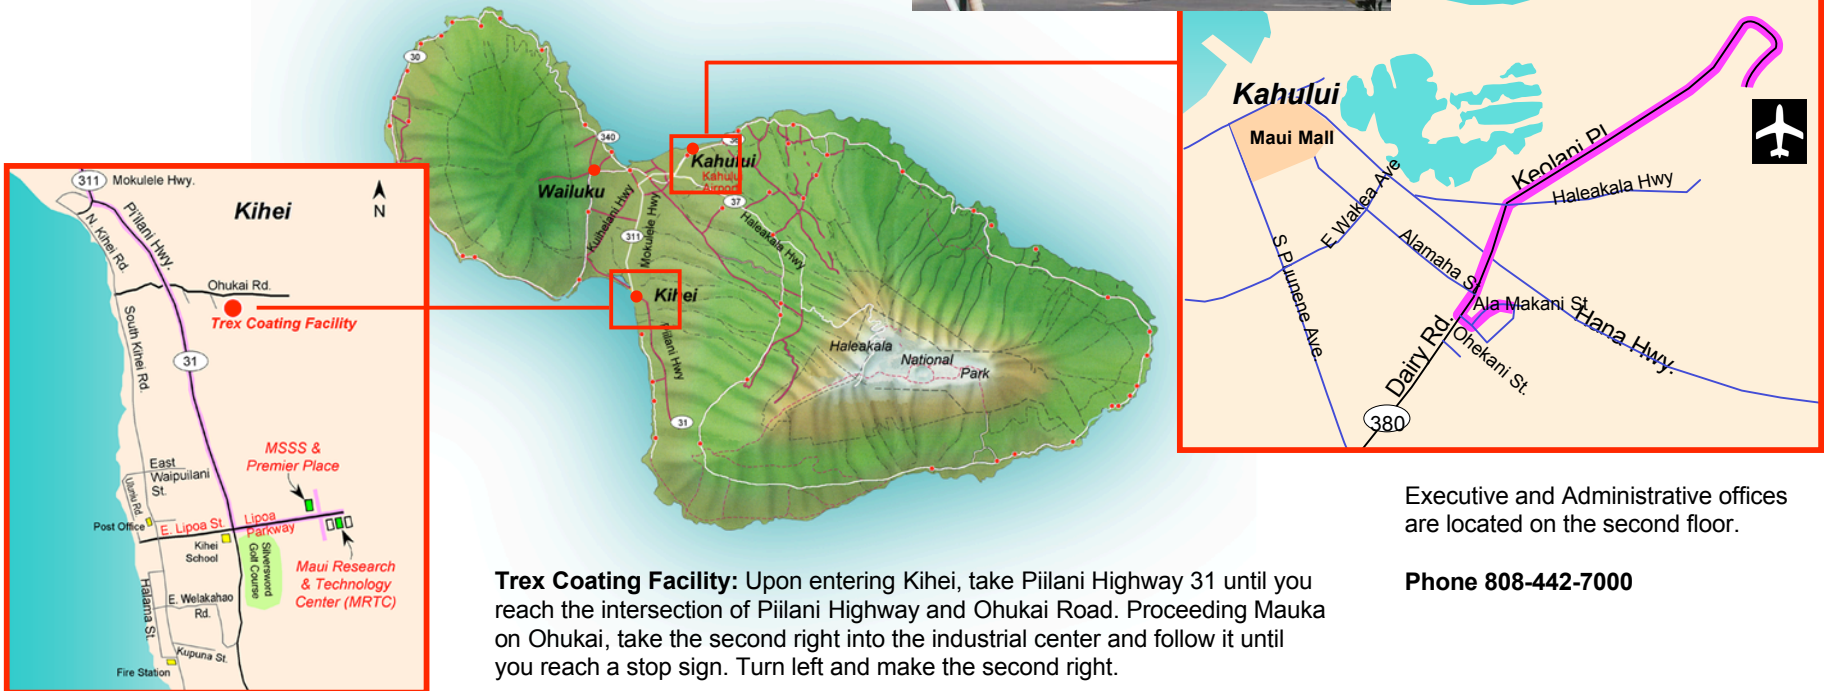 311
Mokulele Hwy.
N
Kihei
Pi'ilani Hwy.
N. Kihei Rd.
Ohukai Rd.
Trex Coating Facility
South Kihei Rd.
31
MSSS &
Premier Place
East
Waipuilani
St.
Uluniu Rd.
Post Office
E. Lipoa St.
Lipoa
Parkway
Kihei
School
Silversword
Golf Course
Maui Research
& Technology
Center (MRTC)
Halama St.
E. Welakahao
Rd.
Kupuna St.
Fire Station
30
340
36
Kahului
Kahului
Airport
Wailuku
37
Kuihelani Hwy
Mokulele Hwy
311
Haleakala Hwy
Kihei
Piilani Hwy
Haleakala
National
Park
31
Kahului
Maui Mall
Keolani Pl
Haleakala Hwy
E Wakea Ave
Alamaha St
S Puunene Ave.
Ala Makani St.
Hana Hwy.
Ohekani St.
Dairy Rd.
380
Trex Coating Facility: Upon entering Kihei, take Piilani Highway 31 until you
reach the intersection of Piilani Highway and Ohukai Road. Proceeding Mauka
on Ohukai, take the second right into the industrial center and follow it until
you reach a stop sign. Turn left and make the second right.
Executive and Administrative offices
are located on the second floor.
Phone 808-442-7000